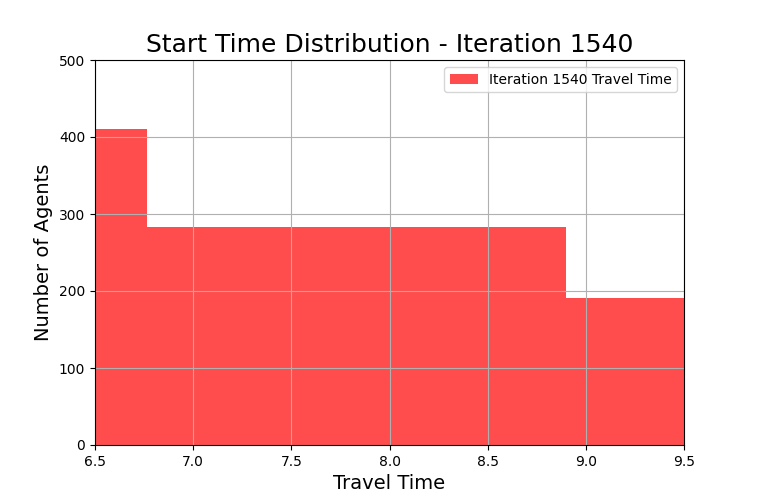 Start Time Distribution - Iteration 1540
Iteration 1540 Travel Time
Number of Agents
500
400
300
200
100
0
6.5 7.0 7.5 8.0 8.5 9.0 9.5
Travel Time